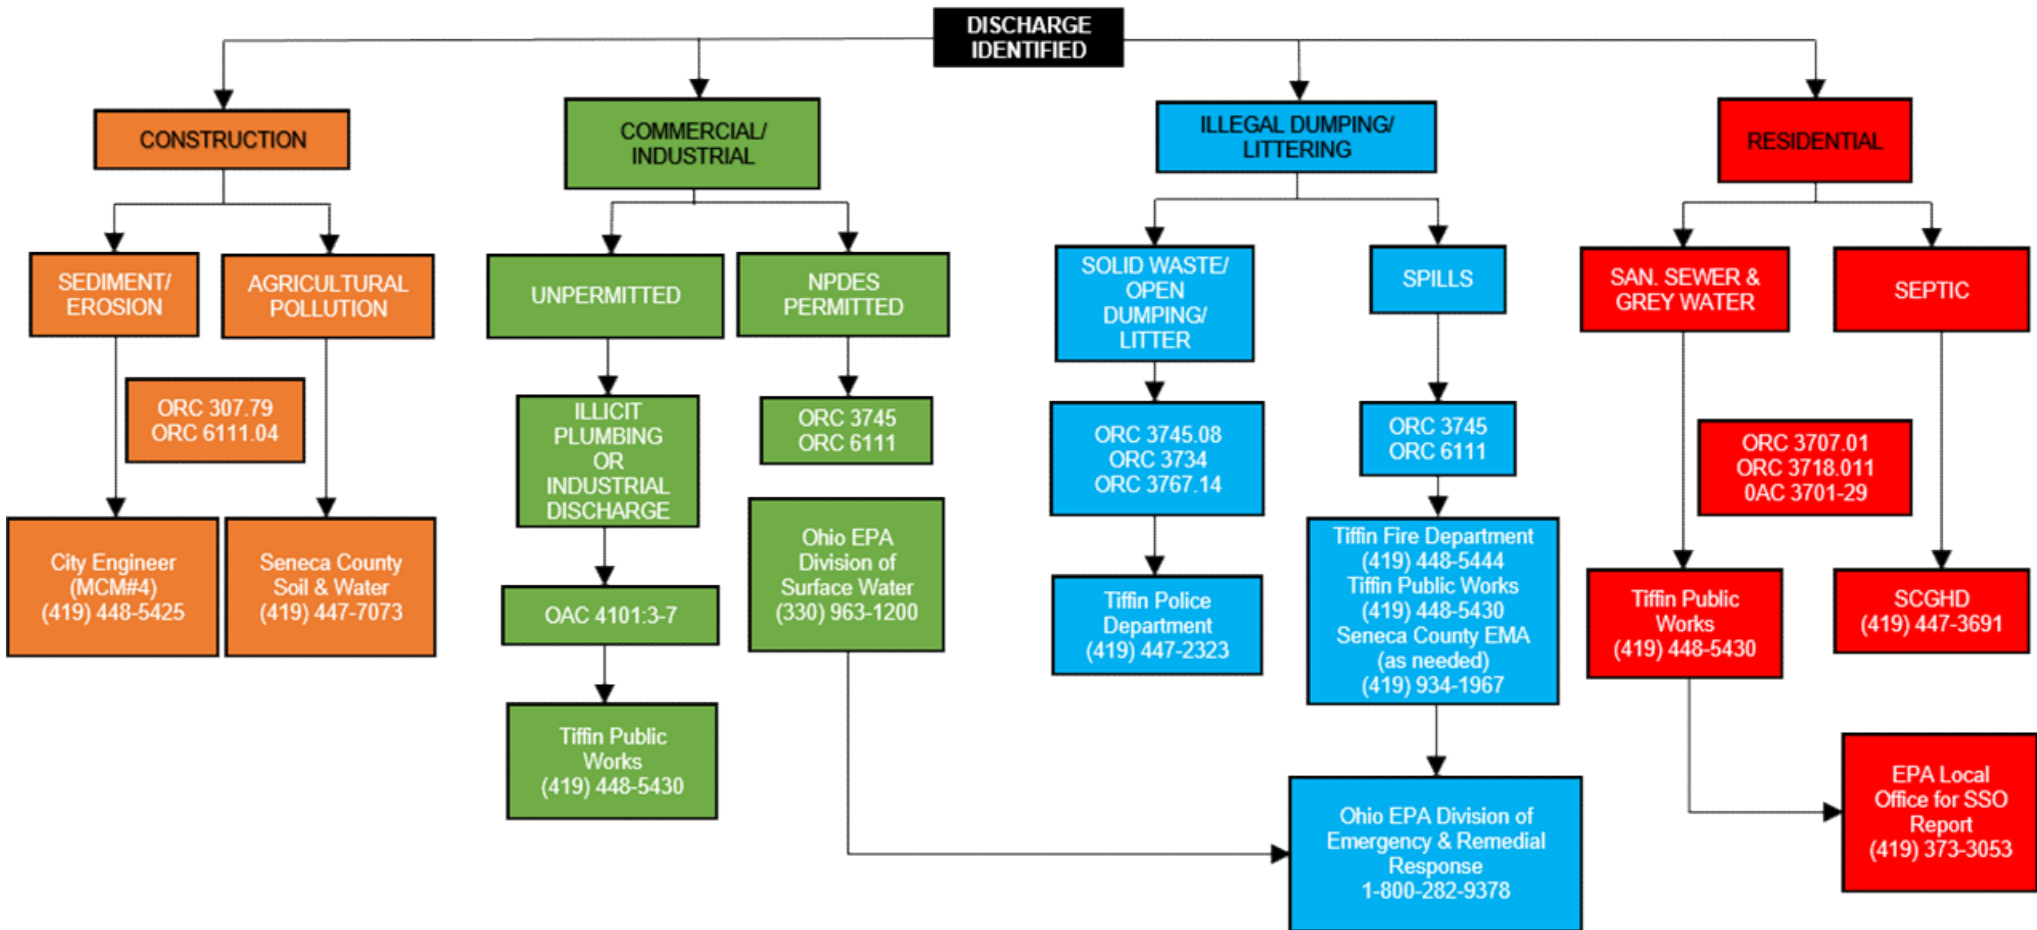 DISCHARGE
IDENTIFIED
CONSTRUCTION
COMMERCIAL/
INDUSTRIAL
ILLEGAL DUMPING/
LITTERING
RESIDENTIAL
SEDIMENT/
EROSION
AGRICULTURAL
POLLUTION
UNPERMITTED
NPDES
PERMITTED
SOLID WASTE/
OPEN
DUMPING/
LITTER
SPILLS
SAN. SEWER &
GREY WATER
SEPTIC
ORC 307.79
ORC 6111.04
ILLICIT
PLUMBING
OR
INDUSTRIAL
DISCHARGE
ORC 3745
ORC 6111
ORC 3745.08
ORC 3734
ORC 3767.14
ORC 3745
ORC 6111
ORC 3707.01
ORC 3718.011
0AC 3701-29
City Engineer
(MCM#4)
(419) 448-5425
Seneca County
Soil & Water
(419) 447-7073
OAC 4101:3-7
Ohio EPA
Division of
Surface Water
(330) 963-1200
Tiffin Police
Department
(419) 447-2323
Tiffin Fire Department
(419) 448-5444
Tiffin Public Works
(419) 448-5430
Seneca County EMA
(as needed)
(419) 934-1967
Tiffin Public
Works
(419) 448-5430
SCGHD
(419) 447-3691
Tiffin Public
Works
(419) 448-5430
Ohio EPA Division of
Emergency & Remedial
Response
1-800-282-9378
EPA Local
Office for SSO
Report
(419) 373-3053